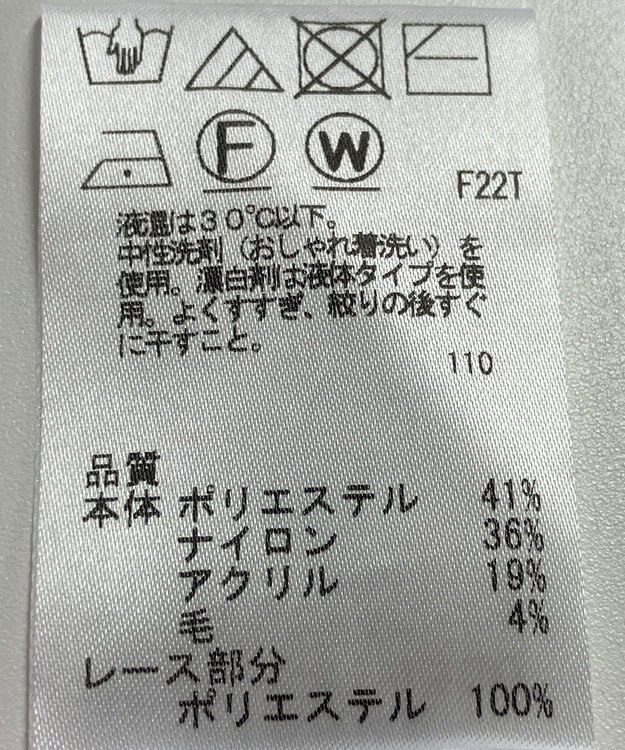 F W
F22T
液温は30℃以下。
中性洗剤（おしゃれ着洗い）を
使用。漂白剤は液体タイプを使
用。よくすすぎ、絞りの後すぐ
に干すこと。
110
品質
本体 ポリエステル 41%
ナイロン 36%
アクリル 19%
毛 4%
レース部分
ポリエステル 100%